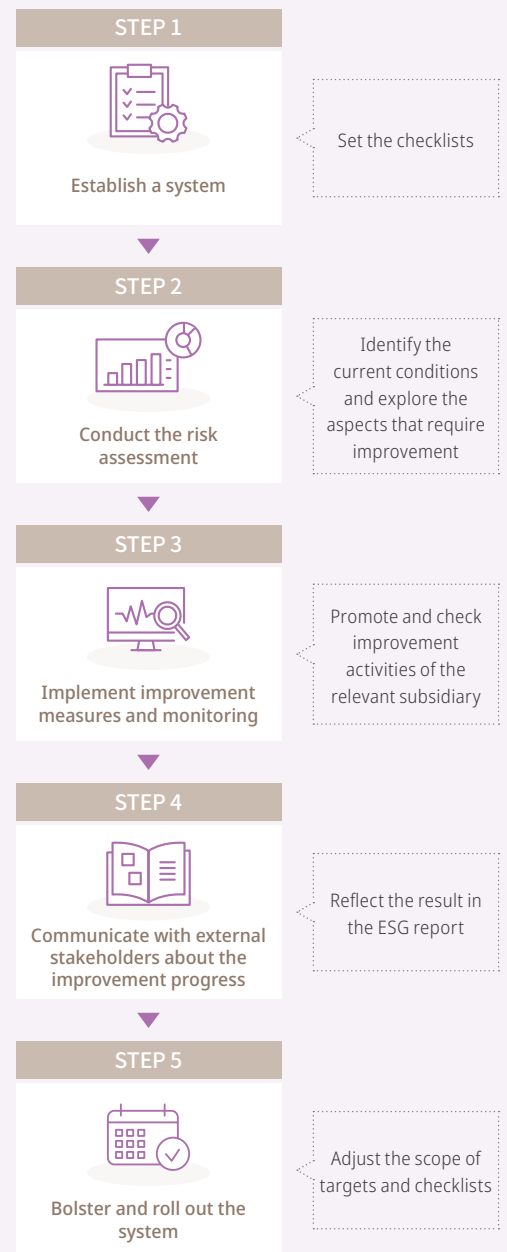 STEP 1
Establish a system
Set the checklists
STEP 2
Conduct the risk
assessment
Identify the
current conditions
and explore the
aspects that require
improvement
STEP 3
Implement improvement
measures and monitoring
Promote and check
improvement
activities of the
relevant subsidiary
STEP 4
Communicate with external
stakeholders about the
improvement progress
Reflect the result in
the ESG report
STEP 5
Bolster and roll out the
system
Adjust the scope of
targets and checklists